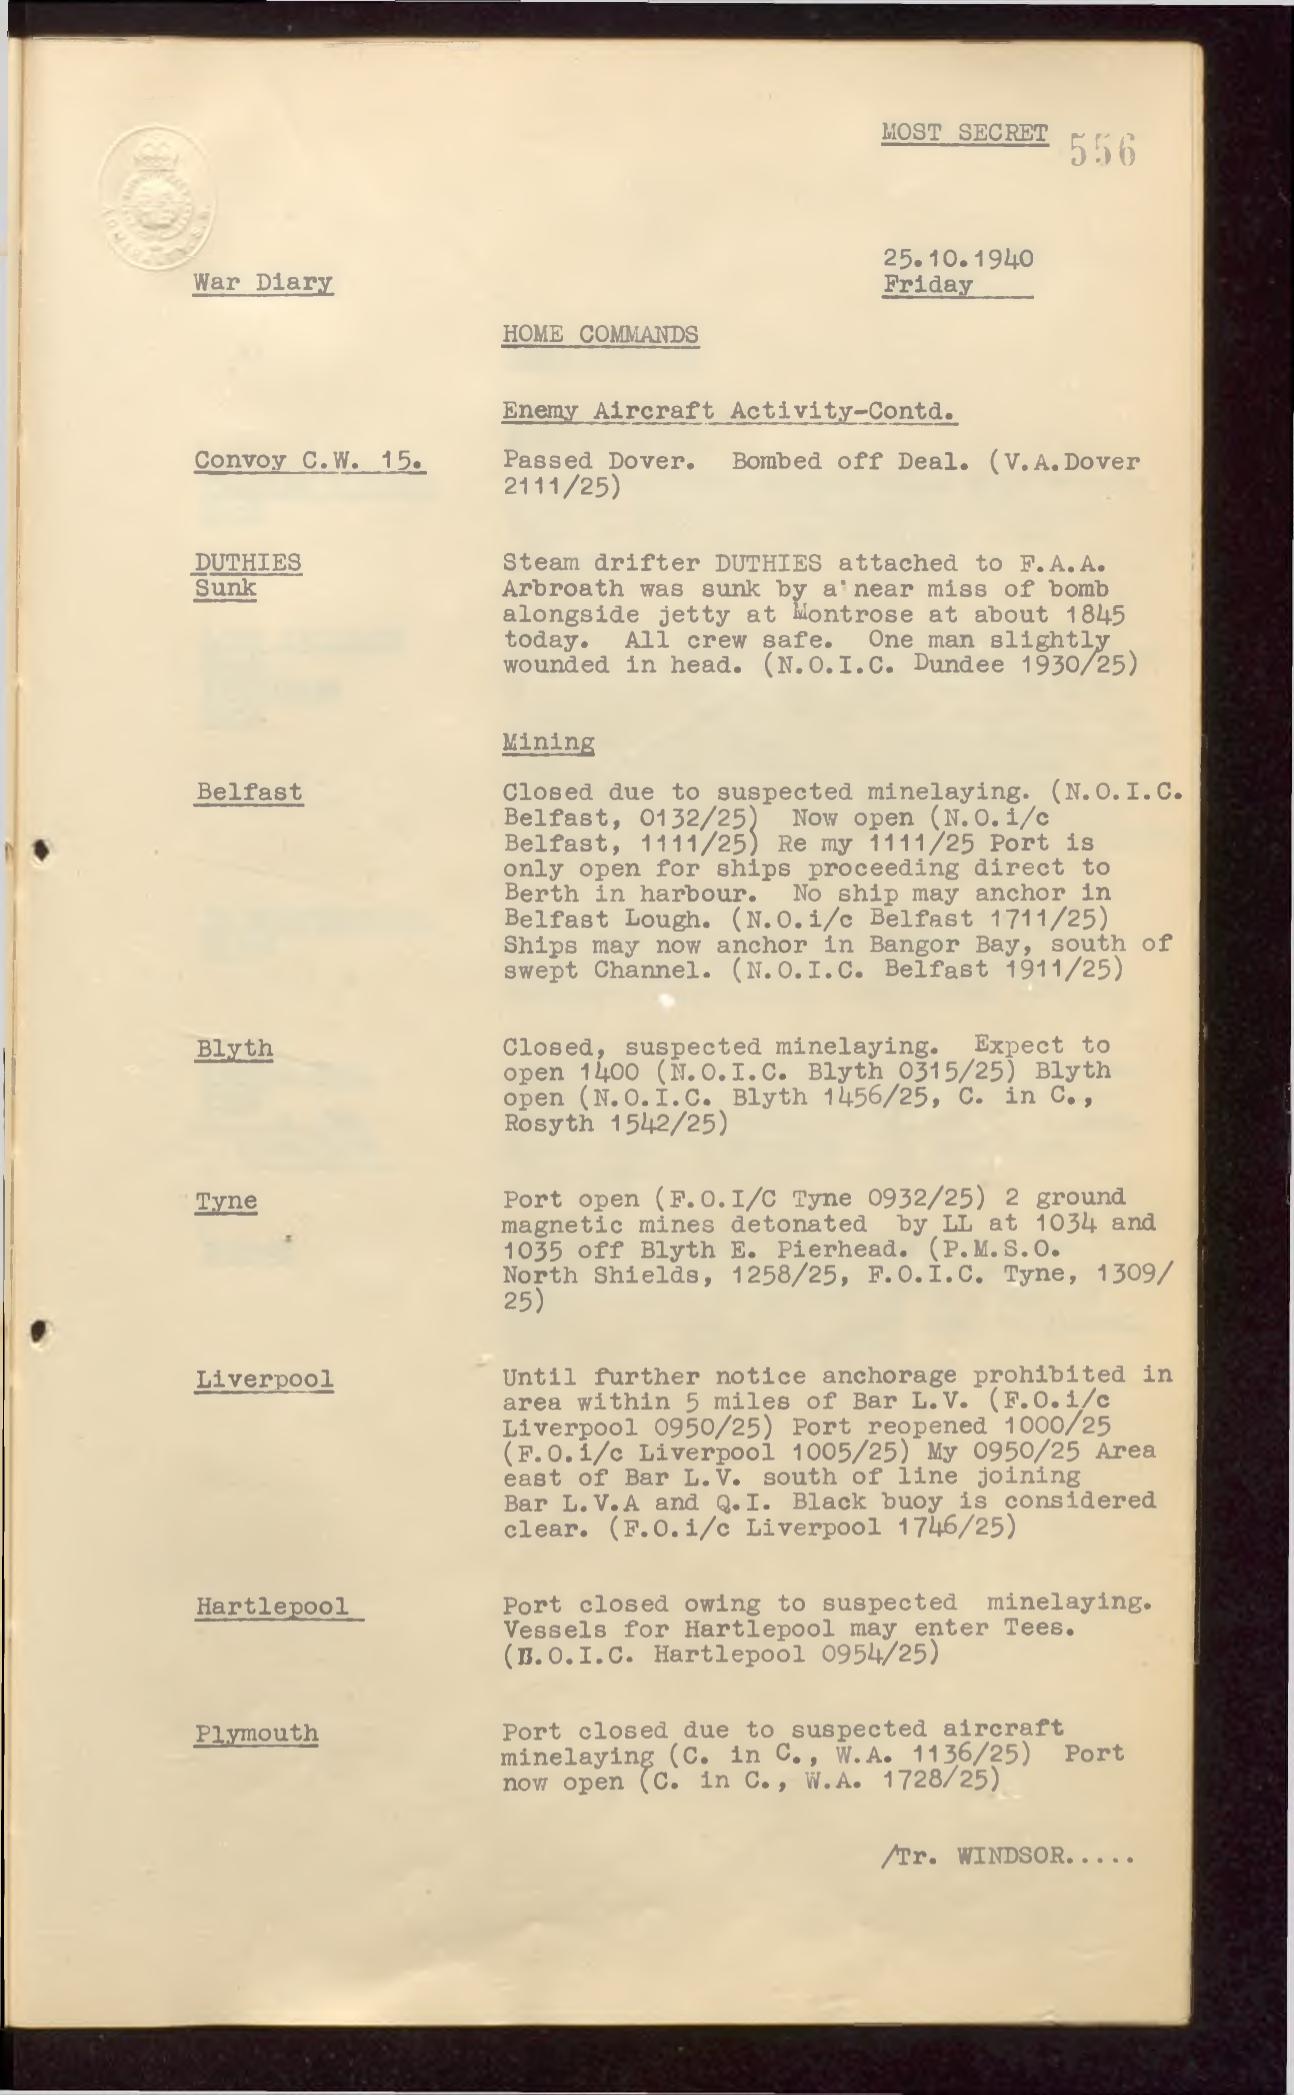 MOST SECRET 556
25.10.1940
War Diary
Friday
HOME COMMANDS
Enemy Aircraft Activity-Contd.
Convoy C.W. 15.
Passed Dover. Bombed off Deal. (V.A.Dover
2111/25)
DUTHIES
Sunk
Steam drifter DUTHIES attached to F.A.A.
Arbroath was sunk by a near miss of bomb
alongside jetty at Montrose at about 1845
today. All crew safe. One man slightly
wounded in head. (N.O.I.C. Dundee 1930/25)
Mining
Belfast
Closed due to suspected minelaying. (N.O.I.C.
Belfast, 0132/25) Now open (N.O.i/c
Belfast, 1111/25) Re my 1111/25 Port is
only open for ships proceeding direct to
Berth in harbour. No ship may anchor in
Belfast Lough. (N.O.i/c Belfast 1711/25)
Ships may now anchor in Bangor Bay, south of
swept Channel. (N.O.I.C. Belfast 1911/25)
Blyth
Closed, suspected minelaying. Expect to
open 1400 (N.O.I.C. Blyth 0315/25) Blyth
open (N.O.I.C. Blyth 1456/25, C. in C.,
Rosyth 1542/25)
Tyne
Port open (F.O.I/C Tyne 0932/25) 2 ground
magnetic mines detonated by LL at 1034 and
1035 off Blyth E. Pierhead. (P.M.S.O.
North Shields, 1258/25, F.O.I.C. Tyne, 1309/
25)
Liverpool
Until further notice anchorage prohibited in
area within 5 miles of Bar L.V. (F.O.i/c
Liverpool 0950/25) Port reopened 1000/25
(F.O.i/c Liverpool 1005/25) My 0950/25 Area
east of Bar L.V. south of line joining
Bar L.V.A and Q.I. Black buoy is considered
clear. (F.O.i/c Liverpool 1746/25)
Hartlepool
Port closed owing to suspected minelaying.
Vessels for Hartlepool may enter Tees.
(N.O.I.C. Hartlepool 0954/25)
Plymouth
Port closed due to suspected aircraft
minelaying (C. in C., W.A. 1136/25) Port
now open (C. in C., W.A. 1728/25)
/Tr. WINDSOR.....